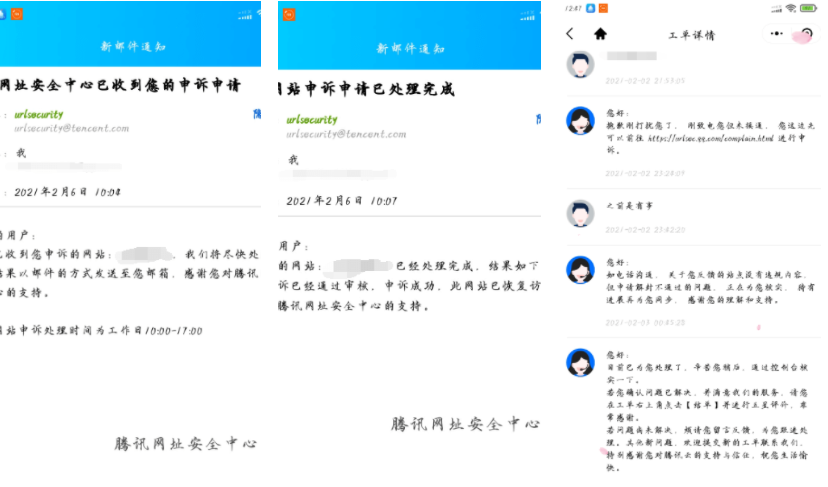 新邮件通知
网址安全中心已收到您的申诉申请
urlsecurity
urlsecurity@tencent.com
： 我
： 2021年2月6日 10:04
用户：
收到您申诉的网站： 、我们将尽快处
结果以邮件的方式发送至您邮箱，感谢您对腾讯
的支持。
站申诉处理时间为工作日10:00-17:00
腾讯网址安全中心
新邮件通知
站申诉申请已处理完成
urlsecurity
urlsecurity@tencent.com
我
2021年2月6日 10:07
用户：
的网站： 已经处理完成，结果如下
诉已经通过审核，申诉成功，此网站已恢复访
腾讯网址安全中心的支持。
腾讯网址安全中心
12:47
工单详情
2021-02-02 21:53:05
您好：
抱歉刚打扰您了，刚致电您但未接通，您这边先
可以前往 https://urlsec.qq.com/complain.html 进行申
诉。
2021-02-02 23:29:09
之前是有事
2021-02-02 23:42:20
您好：
如电话沟通，关于您反馈的站点没有违规内容，
但申请解封不通过的问题，正在为您核实，稍有
进展再为您同步，感谢您的理解和支持。
您好：
目前已为您处理了，辛苦您稍后，通过控制台核
实一下。
若您确认问题已解决，并满意我们的服务，请您
在工单右上角点击【结单】并进行五星评价，非
常感谢。
若问题尚未解决，烦请您留言反馈，为您跟进处
理。其他新问题，欢迎提交新的工单联系我们，
特别感谢您对腾讯云的支持与信任，祝您生活愉
快。